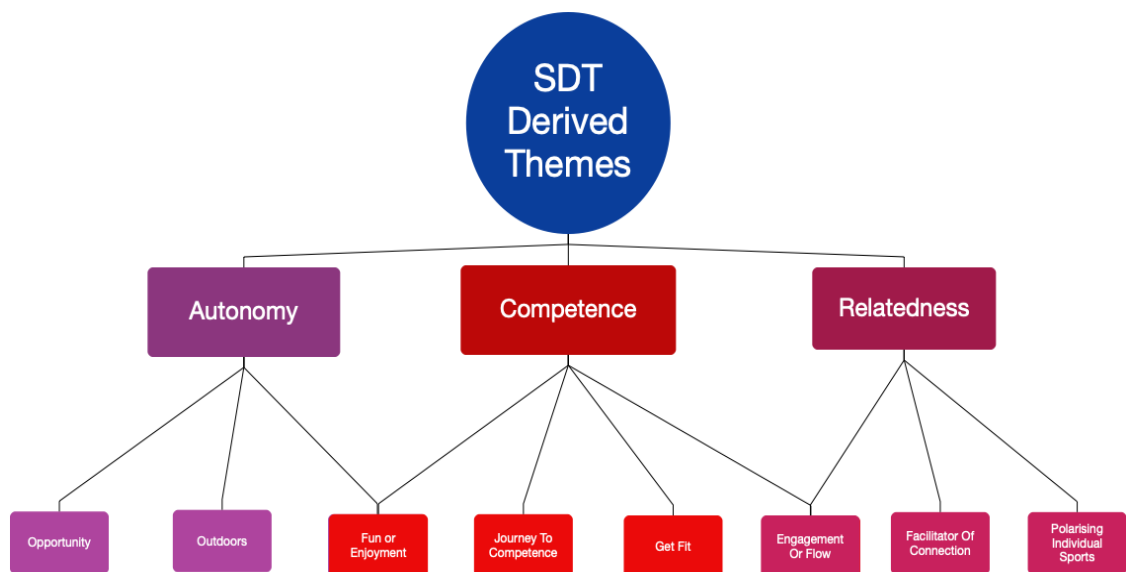 SDT
Derived
Themes
Autonomy
Competence
Relatedness
Opportunity
Outdoors
Fun or
Enjoyment
Journey To
Competence
Get Fit
Engagement
Or Flow
Facilitator Of
Connection
Polarising
Individual
Sports